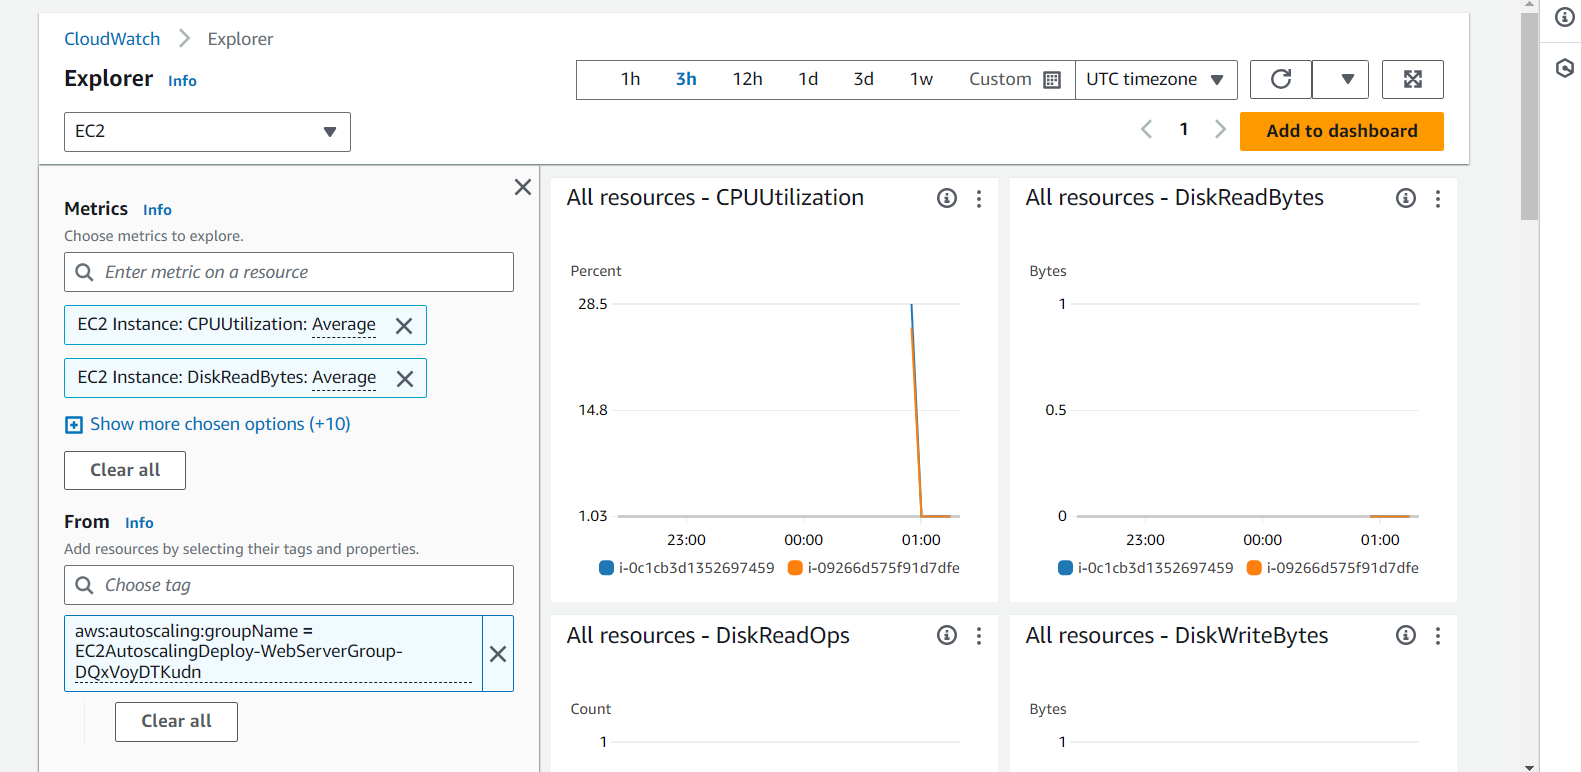 CloudWatch
Explorer
Explorer Info
1h 3h 12h 1d 3d 1w Custom UTC timezone
EC2
1
Add to dashboard
Metrics Info
Choose metrics to explore.
Enter metric on a resource
EC2 Instance: CPUUtilization: Average
EC2 Instance: DiskReadBytes: Average
Show more chosen options (+10)
Clear all
From Info
Add resources by selecting their tags and properties.
Choose tag
aws:autoscaling:groupName =
EC2AutoscalingDeploy-WebServerGroup-
DQxVoyDTKudn
Clear all
All resources - CPUUtilization
Percent
28.5
14.8
1.03
23:00 00:00 01:00
i-0c1cb3d1352697459 i-09266d575f91d7dfe
All resources - DiskReadBytes
Bytes
1
0.5
0
23:00 00:00 01:00
i-0c1cb3d1352697459 i-09266d575f91d7dfe
All resources - DiskReadOps
Count
1
All resources - DiskWriteBytes
Bytes
1